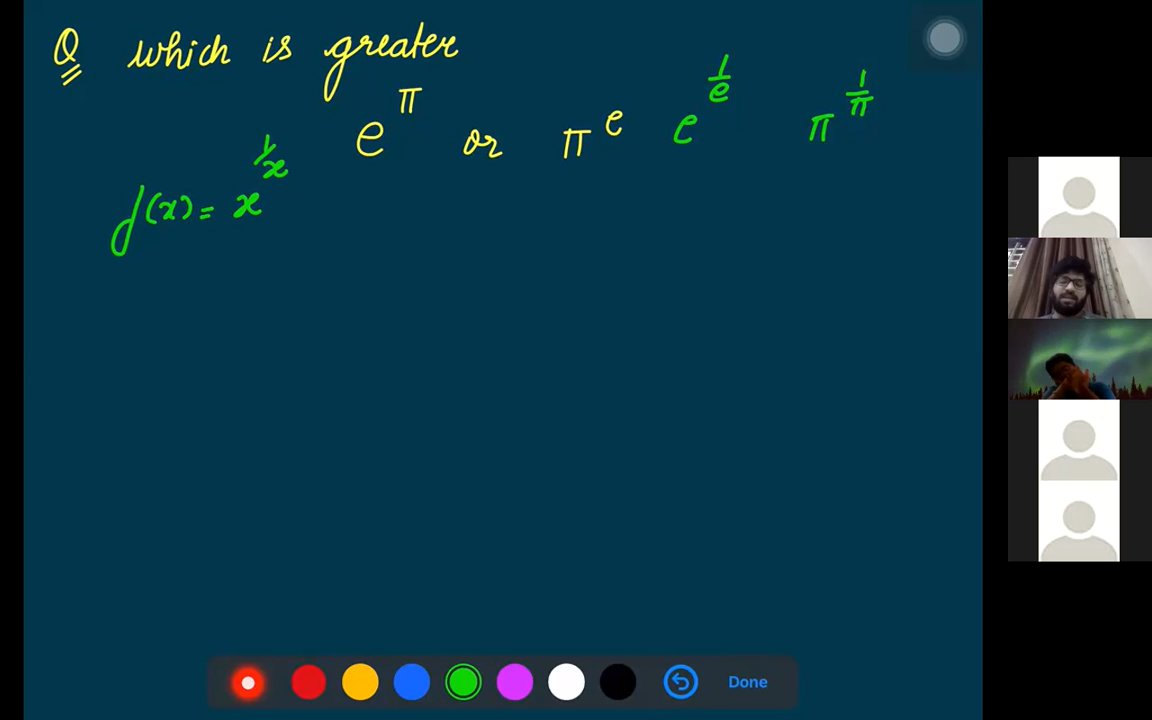 Q which is greater
e^π or π^e e^(1/e) π^(1/π)
f(x) = x^(1/x)
Done